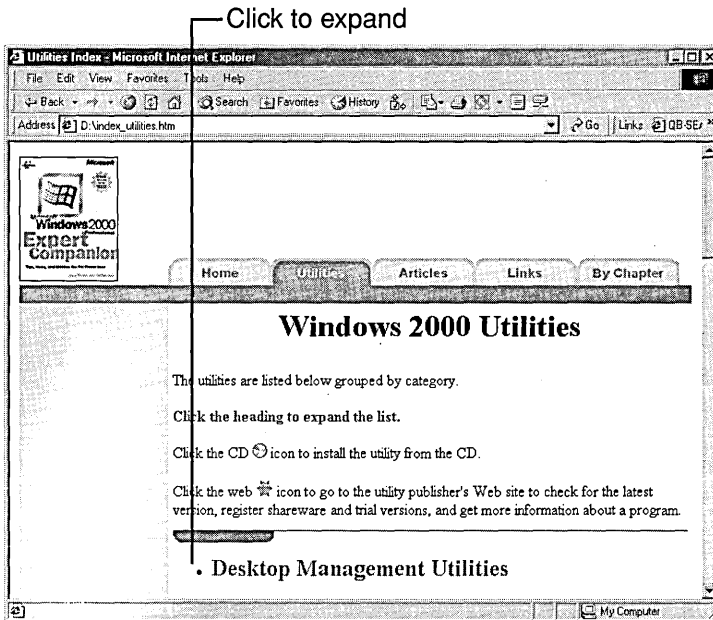 Click to expand
Utilities Index - Microsoft Internet Explorer
File Edit View Favorites Tools Help
Back Search Favorites History
Address D:\index_utilities.htm Go Links
Microsoft
Windows 2000
Expert
Companion
Home Utilities Articles Links By Chapter
Windows 2000 Utilities
The utilities are listed below grouped by category.
Click the heading to expand the list.
Click the CD icon to install the utility from the CD.
Click the web icon to go to the utility publisher's Web site to check for the latest
version, register shareware and trial versions, and get more information about a program.
• Desktop Management Utilities
My Computer